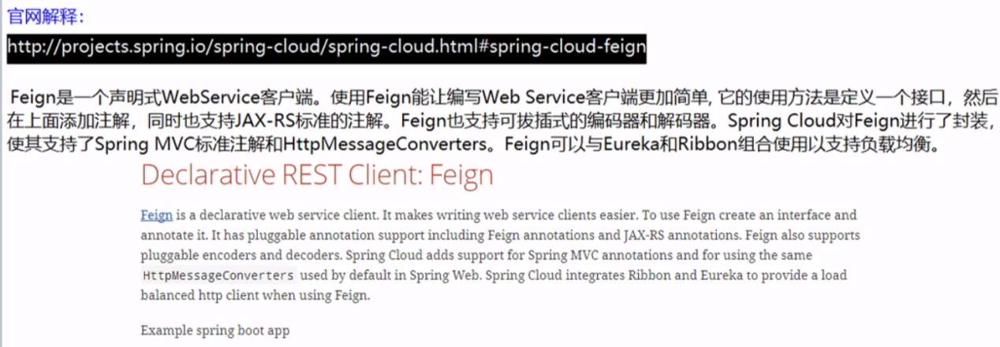 官网解释：
http://projects.spring.io/spring-cloud/spring-cloud.html#spring-cloud-feign
Feign是一个声明式WebService客户端。使用Feign能让编写Web Service客户端更加简单, 它的使用方法是定义一个接口，然后
在上面添加注解，同时也支持JAX-RS标准的注解。Feign也支持可拔插式的编码器和解码器。Spring Cloud对Feign进行了封装，
使其支持了Spring MVC标准注解和HttpMessageConverters。Feign可以与Eureka和Ribbon组合使用以支持负载均衡。
Declarative REST Client: Feign
Feign is a declarative web service client. It makes writing web service clients easier. To use Feign create an interface and
annotate it. It has pluggable annotation support including Feign annotations and JAX-RS annotations. Feign also supports
pluggable encoders and decoders. Spring Cloud adds support for Spring MVC annotations and for using the same
HttpMessageConverters used by default in Spring Web. Spring Cloud integrates Ribbon and Eureka to provide a load
balanced http client when using Feign.
Example spring boot app